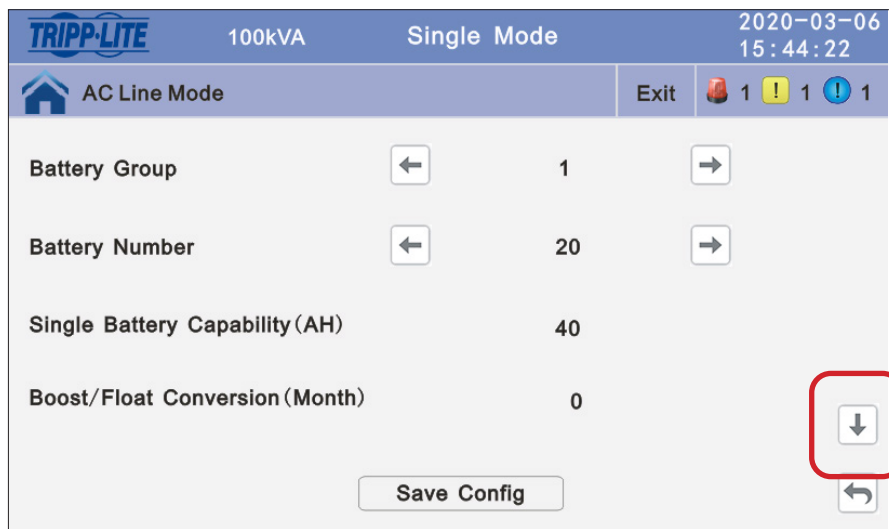 TRIPP·LITE 100kVA Single Mode 2020-03-06
15:44:22
AC Line Mode Exit 1 ! 1 ! 1
Battery Group 1
Battery Number 20
Single Battery Capability(AH) 40
Boost/Float Conversion(Month) 0
Save Config